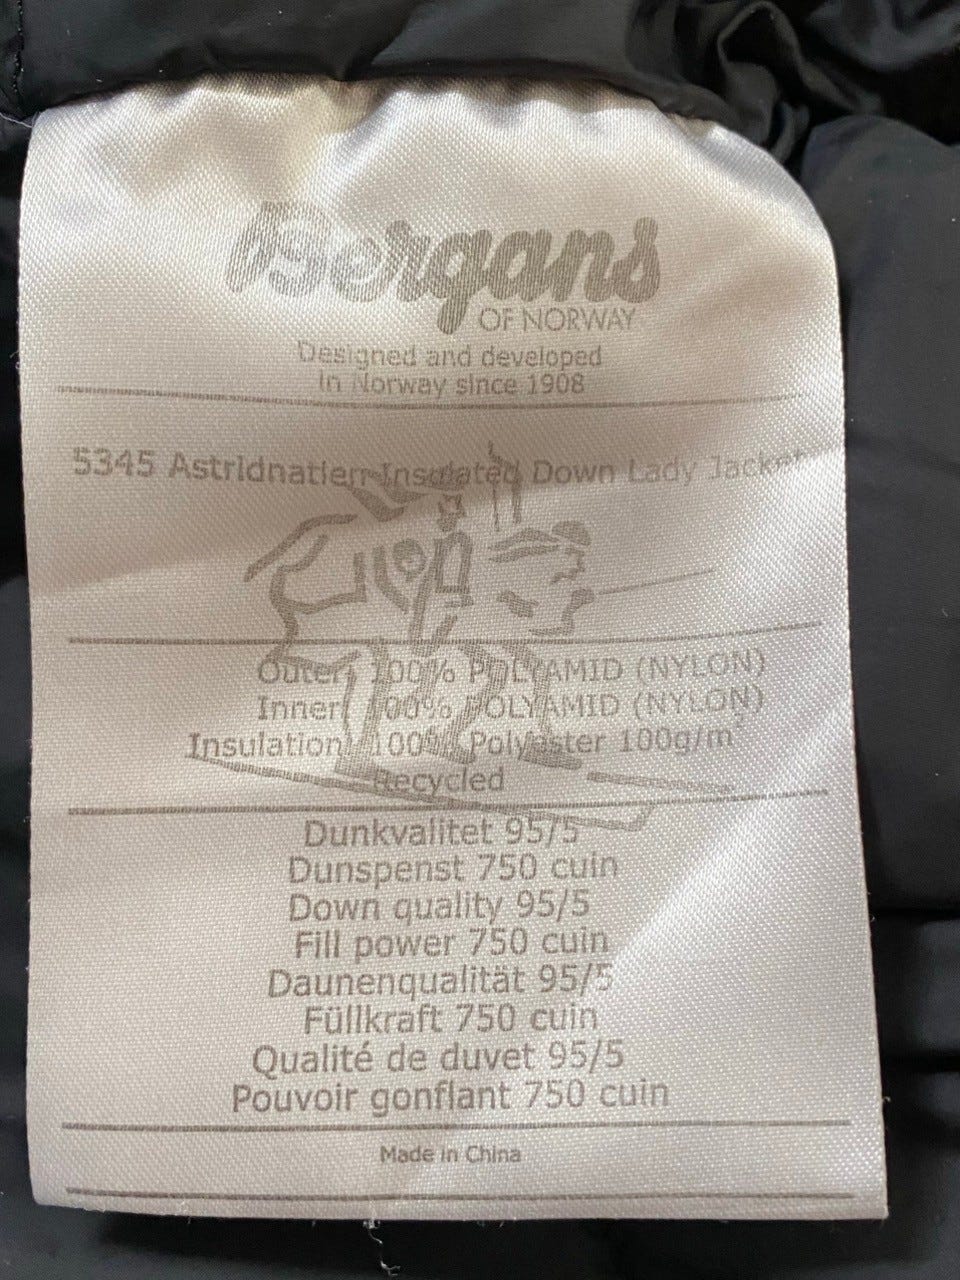 Bergans
OF NORWAY
Designed and developed
in Norway since 1908
5345 Astridnatien Insulated Down Lady Jacket
Outer: 100% POLYAMID (NYLON)
Inner: 100% POLYAMID (NYLON)
Insulation: 100% Polyester 100g/m²
Recycled
Dunkvalitet 95/5
Dunspenst 750 cuin
Down quality 95/5
Fill power 750 cuin
Daunenqualität 95/5
Füllkraft 750 cuin
Qualité de duvet 95/5
Pouvoir gonflant 750 cuin
Made in China